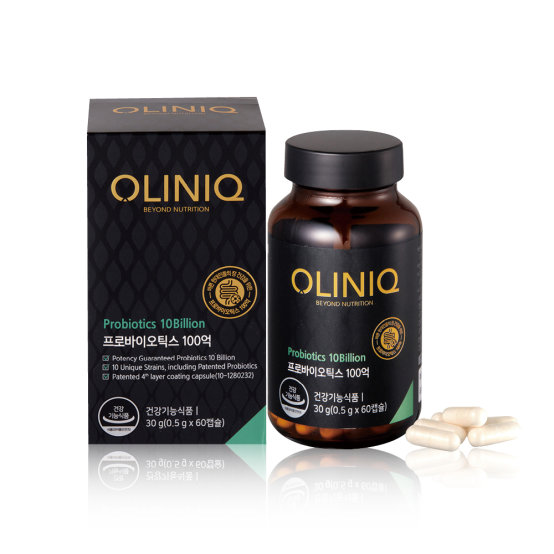 OLINIQ
BEYOND NUTRITION
Probiotics 10Billion
프로바이오틱스 100억
Potency Guaranteed Probiotics 10 Billion
10 Unique Strains, including Patented Probiotics
Patented 4th layer coating capsule(10-1280232)
건강
기능식품
건강기능식품 |
30 g(0.5 g x 60캡슐)
OLINIQ
BEYOND NUTRITION
Probiotics 10Billion
프로바이오틱스 100억
건강
기능식품
건강기능식품 |
30 g(0.5 g x 60캡슐)